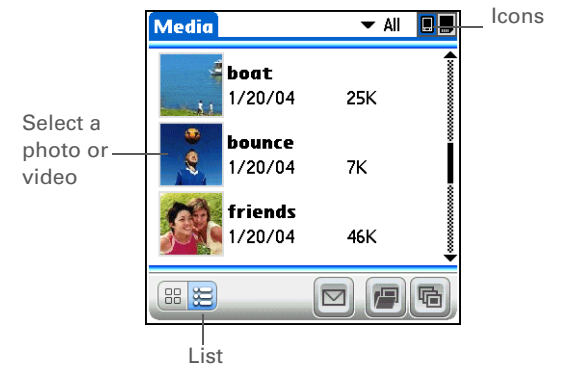 Icons
Media
All
boat
1/20/04 25K
Select a
photo or
video
bounce
1/20/04 7K
friends
1/20/04 46K
List